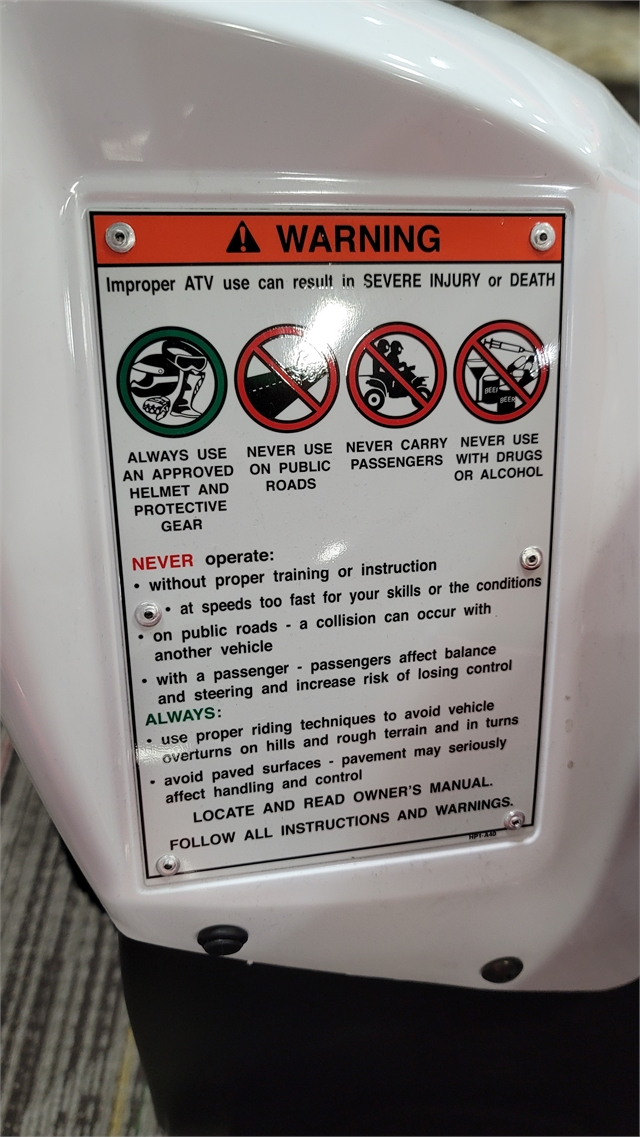 WARNING
Improper ATV use can result in SEVERE INJURY or DEATH
BEER
BEER
ALWAYS USE
AN APPROVED
HELMET AND
PROTECTIVE
GEAR
NEVER USE
ON PUBLIC
ROADS
NEVER CARRY
PASSENGERS
NEVER USE
WITH DRUGS
OR ALCOHOL
NEVER operate:
• without proper training or instruction
• at speeds too fast for your skills or the conditions
• on public roads - a collision can occur with
another vehicle
• with a passenger - passengers affect balance
and steering and increase risk of losing control
ALWAYS:
• use proper riding techniques to avoid vehicle
overturns on hills and rough terrain and in turns
• avoid paved surfaces - pavement may seriously
affect handling and control
LOCATE AND READ OWNER'S MANUAL.
FOLLOW ALL INSTRUCTIONS AND WARNINGS.